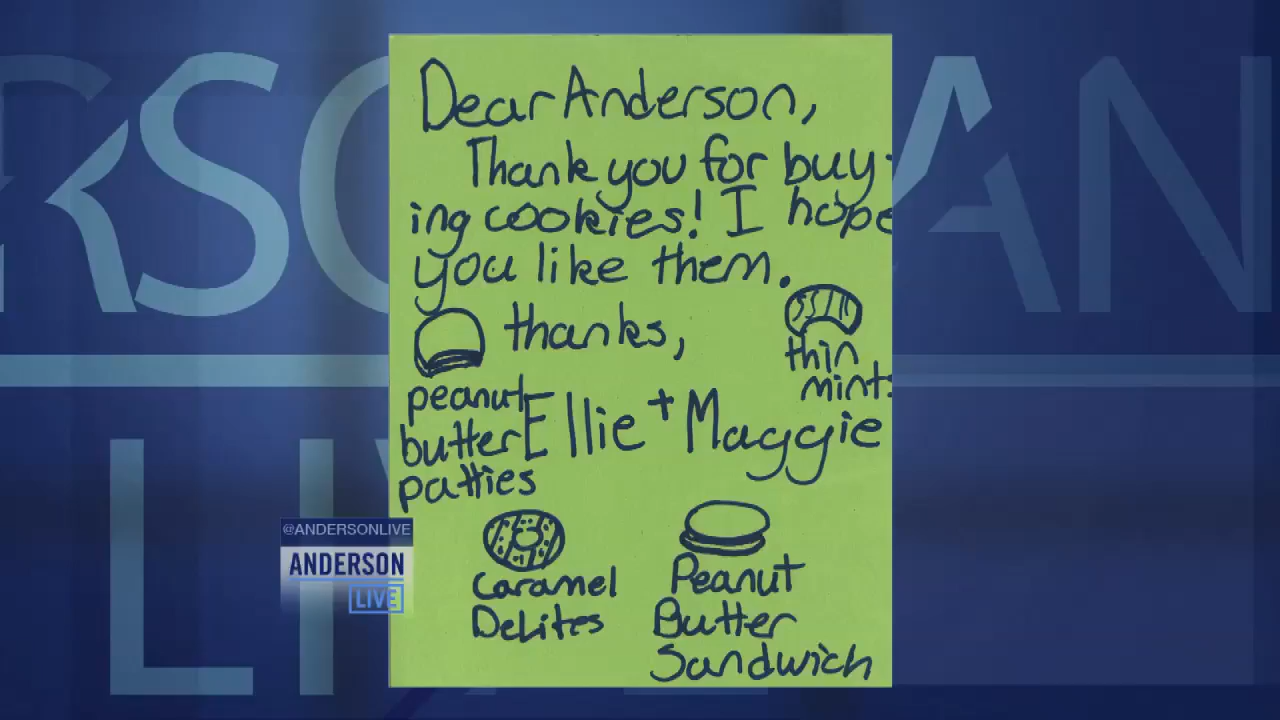 Dear Anderson,
Thank you for buy-
ing cookies! I hope
you like them.
thanks,
thin
mints
peanut
butter
patties
Ellie + Maggie
Caramel
Delites
Peanut
Butter
Sandwich
@ANDERSONLIVE
ANDERSON
LIVE